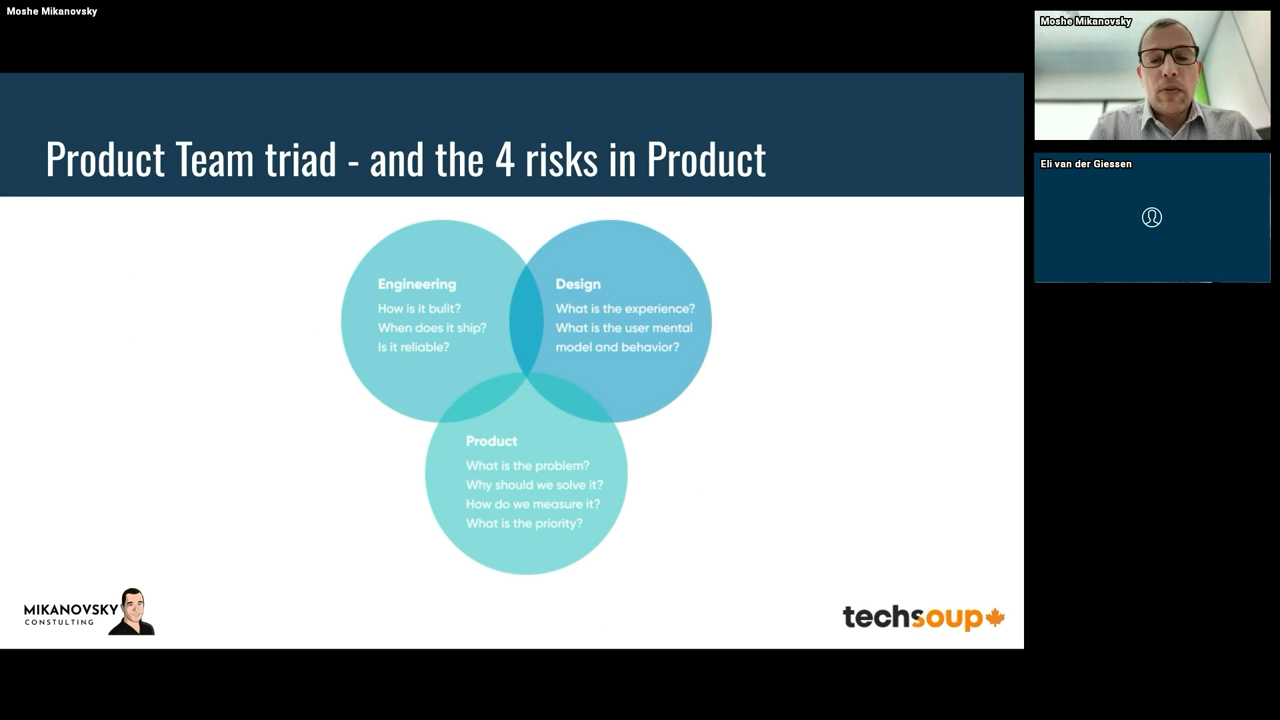 Moshe Mikanovsky
Product Team triad - and the 4 risks in Product
Engineering
How is it bulit?
When does it ship?
Is it reliable?
Design
What is the experience?
What is the user mental
model and behavior?
Product
What is the problem?
Why should we solve it?
How do we measure it?
What is the priority?
MIKANOVSKY
CONSTULTING
techsoup
Moshe Mikanovsky
Eli van der Giessen